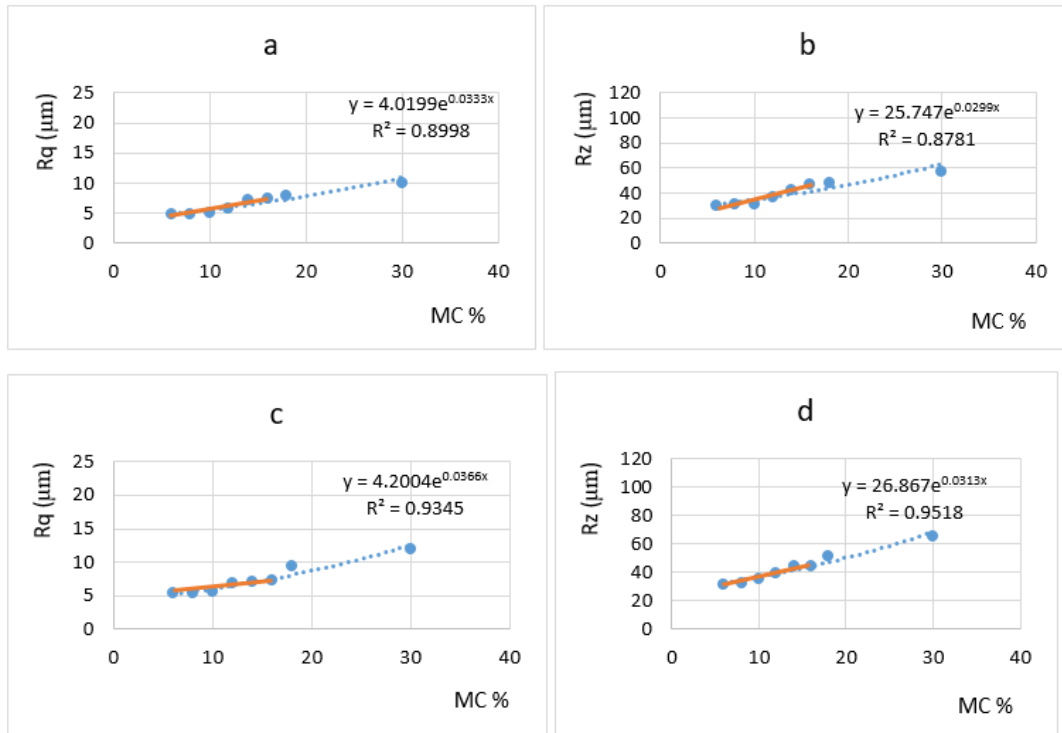 a
Rq (μm)
25
20
15
10
5
0
y = 4.0199e^0.0333x
R² = 0.8998
0 10 20 30 40
MC %
b
Rz (μm)
120
100
80
60
40
20
0
y = 25.747e^0.0299x
R² = 0.8781
0 10 20 30 40
MC %
c
Rq (μm)
25
20
15
10
5
0
y = 4.2004e^0.0366x
R² = 0.9345
0 10 20 30 40
MC %
d
Rz (μm)
120
100
80
60
40
20
0
y = 26.867e^0.0313x
R² = 0.9518
0 10 20 30 40
MC %